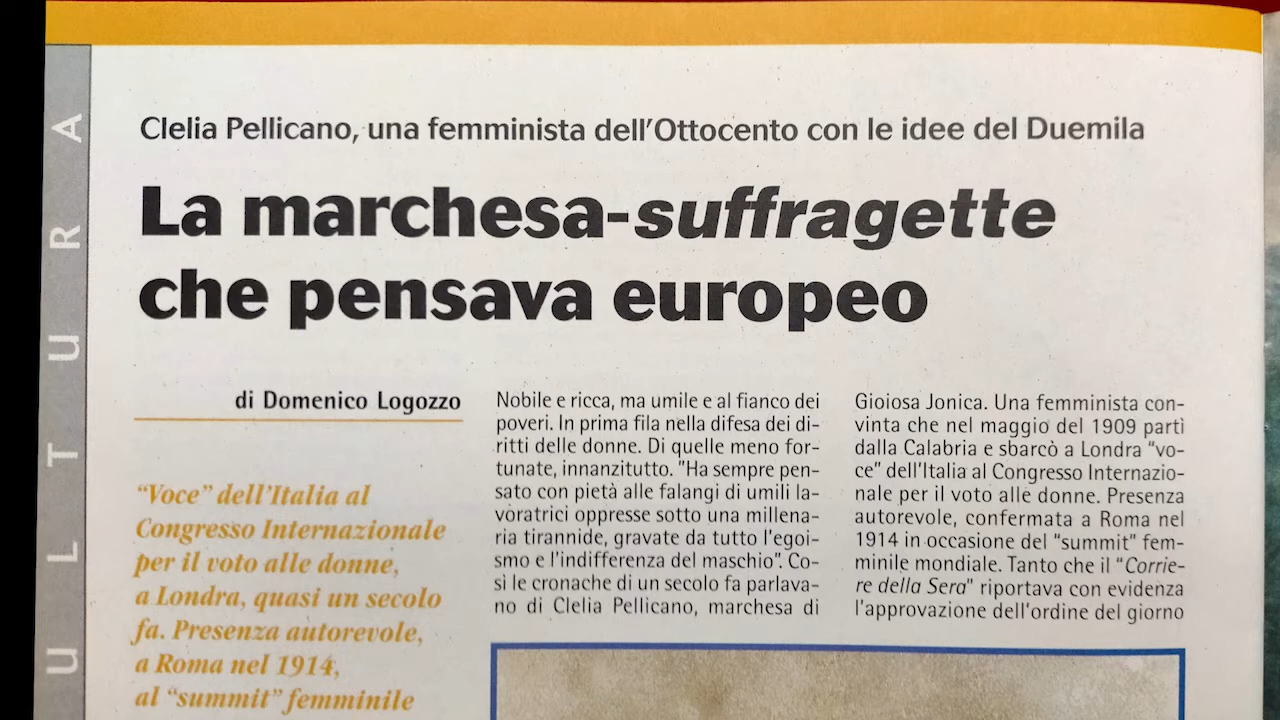 ULTURA
Clelia Pellicano, una femminista dell'Ottocento con le idee del Duemila
La marchesa-suffragette
che pensava europeo
di Domenico Logozzo
"Voce" dell'Italia al
Congresso Internazionale
per il voto alle donne,
a Londra, quasi un secolo
fa. Presenza autorevole,
a Roma nel 1914,
al "summit" femminile
Nobile e ricca, ma umile e al fianco dei
poveri. In prima fila nella difesa dei di-
ritti delle donne. Di quelle meno for-
tunate, innanzitutto. "Ha sempre pen-
sato con pietà alle falangi di umili la-
voratrici oppresse sotto una millena-
ria tirannide, gravate da tutto l'egoi-
smo e l'indifferenza del maschio". Co-
sì le cronache di un secolo fa parlava-
no di Clelia Pellicano, marchesa di
Gioiosa Jonica. Una femminista con-
vinta che nel maggio del 1909 partì
dalla Calabria e sbarcò a Londra "vo-
ce" dell'Italia al Congresso Internazio-
nale per il voto alle donne. Presenza
autorevole, confermata a Roma nel
1914 in occasione del "summit" fem-
minile mondiale. Tanto che il "Corrie-
re della Sera" riportava con evidenza
l'approvazione dell'ordine del giorno